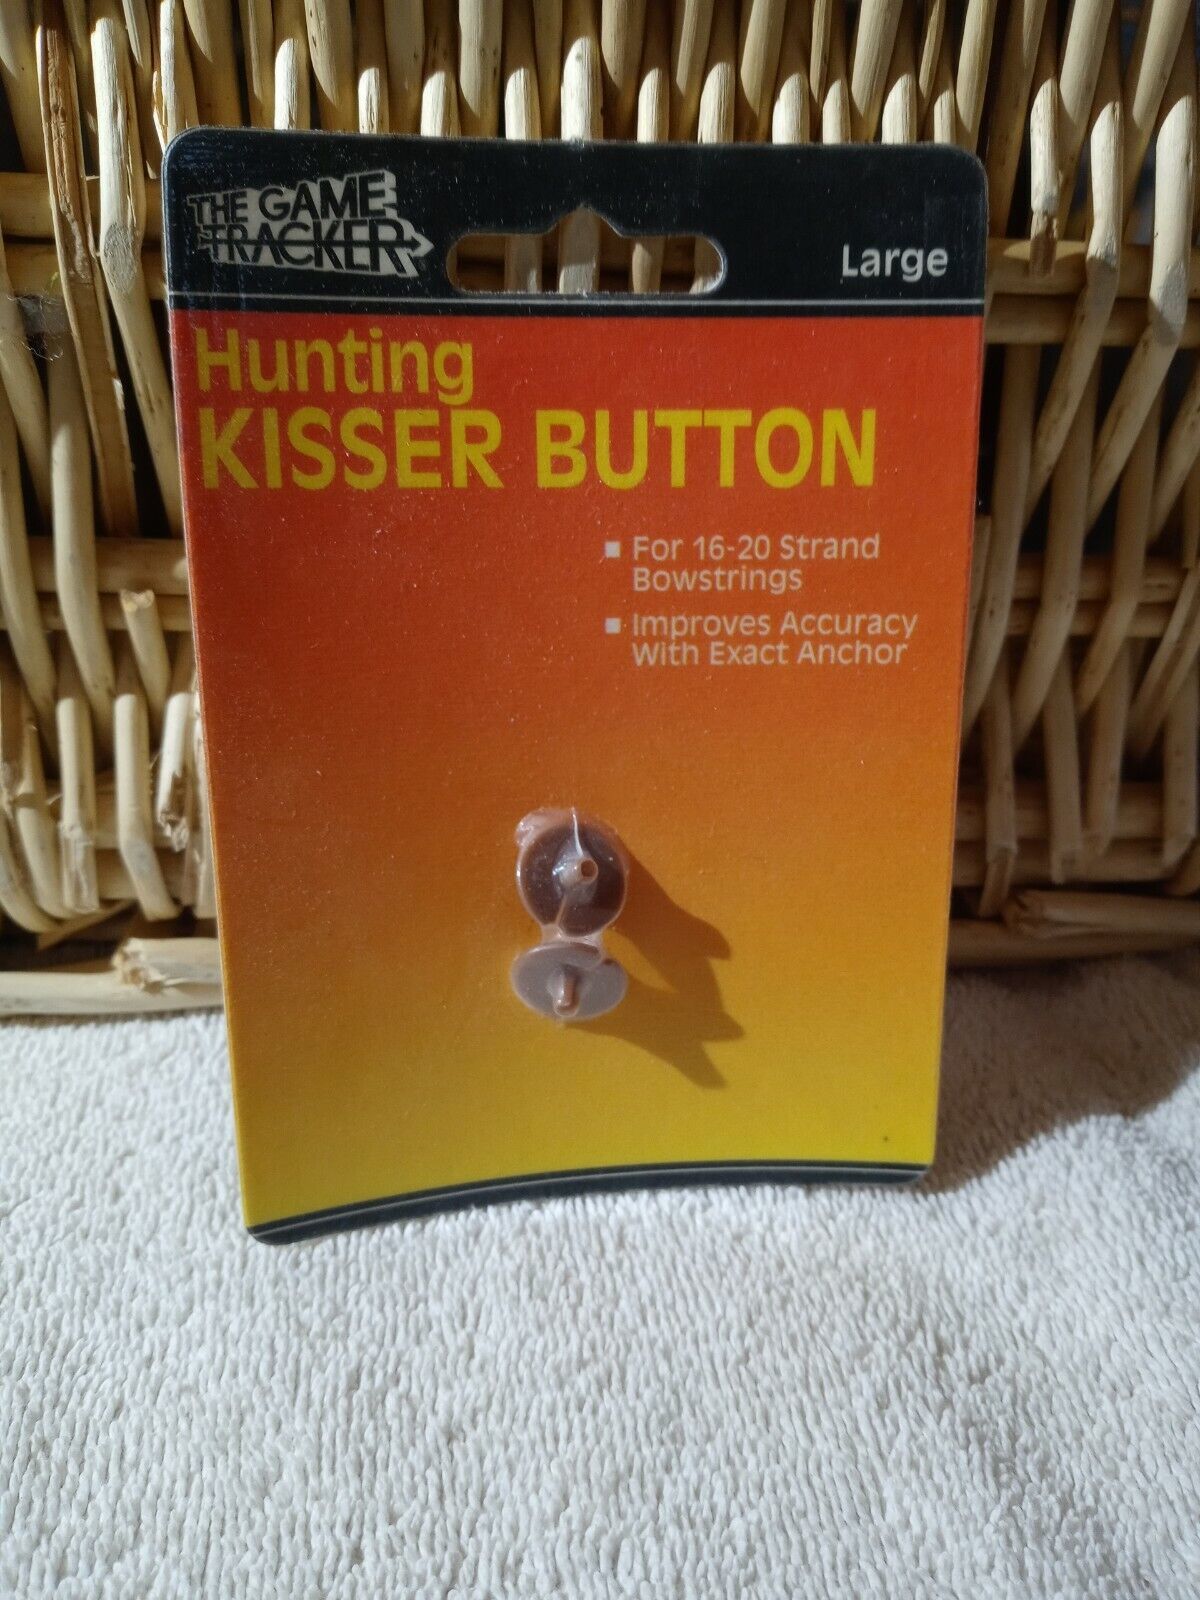 THE GAME
TRACKER
Large
Hunting
KISSER BUTTON
For 16-20 Strand
Bowstrings
Improves Accuracy
With Exact Anchor